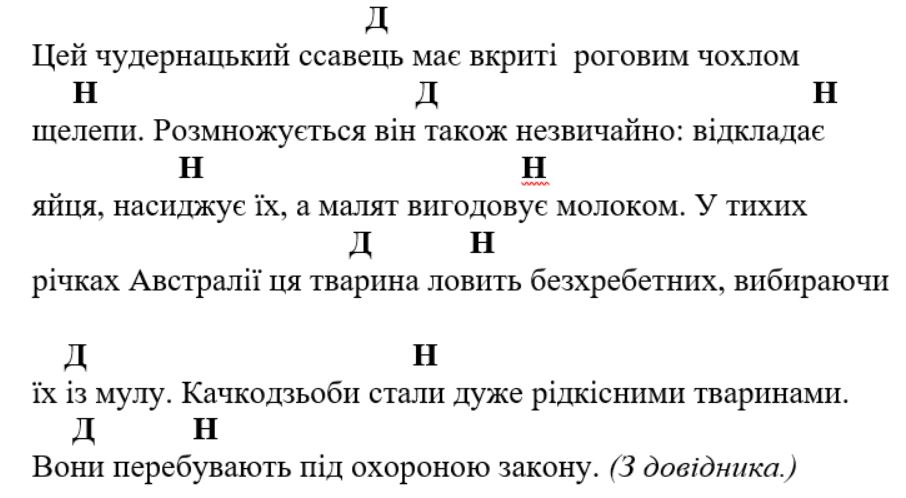 Д
Цей чудернацький ссавець має вкриті роговим чохлом
Н Д Н
щелепи. Розмножується він також незвичайно: відкладає
Н Н
яйця, насиджує їх, а малят вигодовує молоком. У тихих
Д Н
річках Австралії ця тварина ловить безхребетних, вибираючи
Д Н
їх із мулу. Качкодзьоби стали дуже рідкісними тваринами.
Д Н
Вони перебувають під охороною закону. (З довідника.)